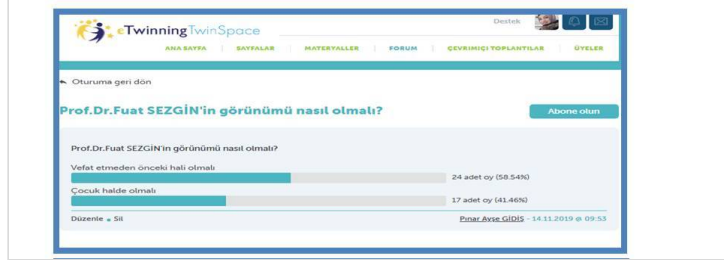 eTwinning TwinSpace
Destek
ANA SAYFA SAYFALAR MATERYALLER FORUM ÇEVRIMIÇI TOPLANTILAR ÜYELER
Oturuma geri dön
Prof.Dr.Fuat SEZGİN'in görünümü nasıl olmalı?
Abone olun
Prof.Dr.Fuat SEZGİN'in görünümü nasıl olmalı?
Vefat etmeden önceki hali olmalı
24 adet oy (58.54%)
Çocuk halde olmalı
17 adet oy (41.46%)
Düzenle Sil
Pınar Ayşe GİDİŞ - 14.11.2019 @ 09:53